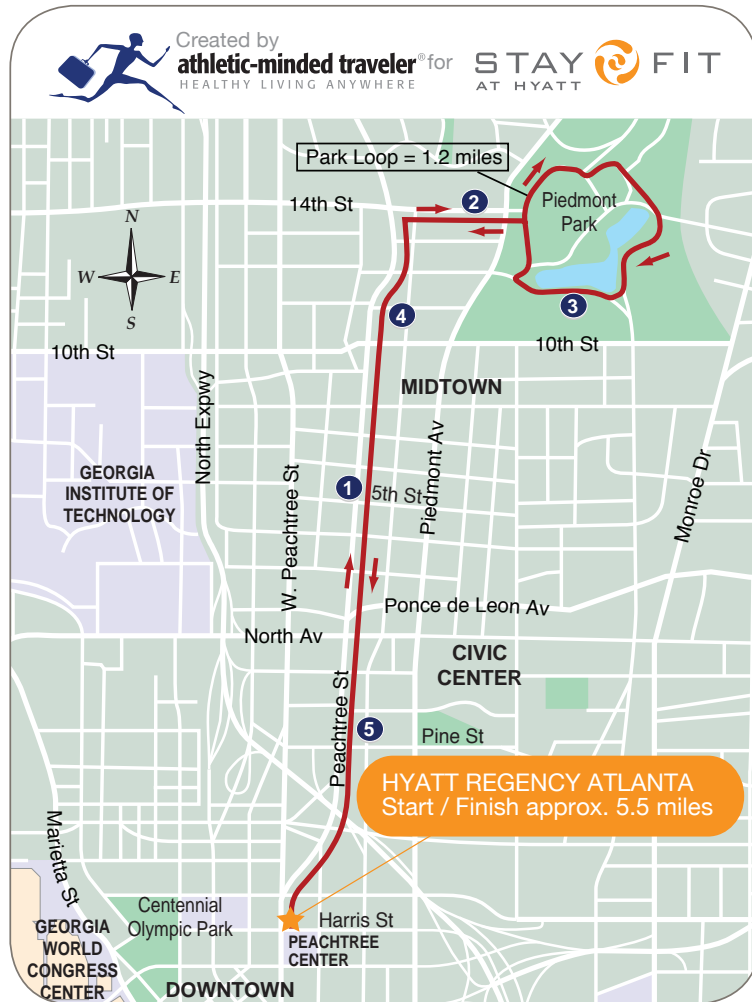 Created by
athletic-minded traveler® for
HEALTHY LIVING ANYWHERE
STAY FIT
AT HYATT
Park Loop = 1.2 miles
14th St
2
Piedmont
Park
N
W E
S
4
3
10th St
10th St
MIDTOWN
North Expwy
W. Peachtree St
Piedmont Av
Monroe Dr
GEORGIA
INSTITUTE OF
TECHNOLOGY
1
5th St
Ponce de Leon Av
North Av
CIVIC
CENTER
Peachtree St
5
Pine St
HYATT REGENCY ATLANTA
Start / Finish approx. 5.5 miles
Marietta St
Centennial
Olympic Park
Harris St
PEACHTREE
CENTER
GEORGIA
WORLD
CONGRESS
CENTER
DOWNTOWN